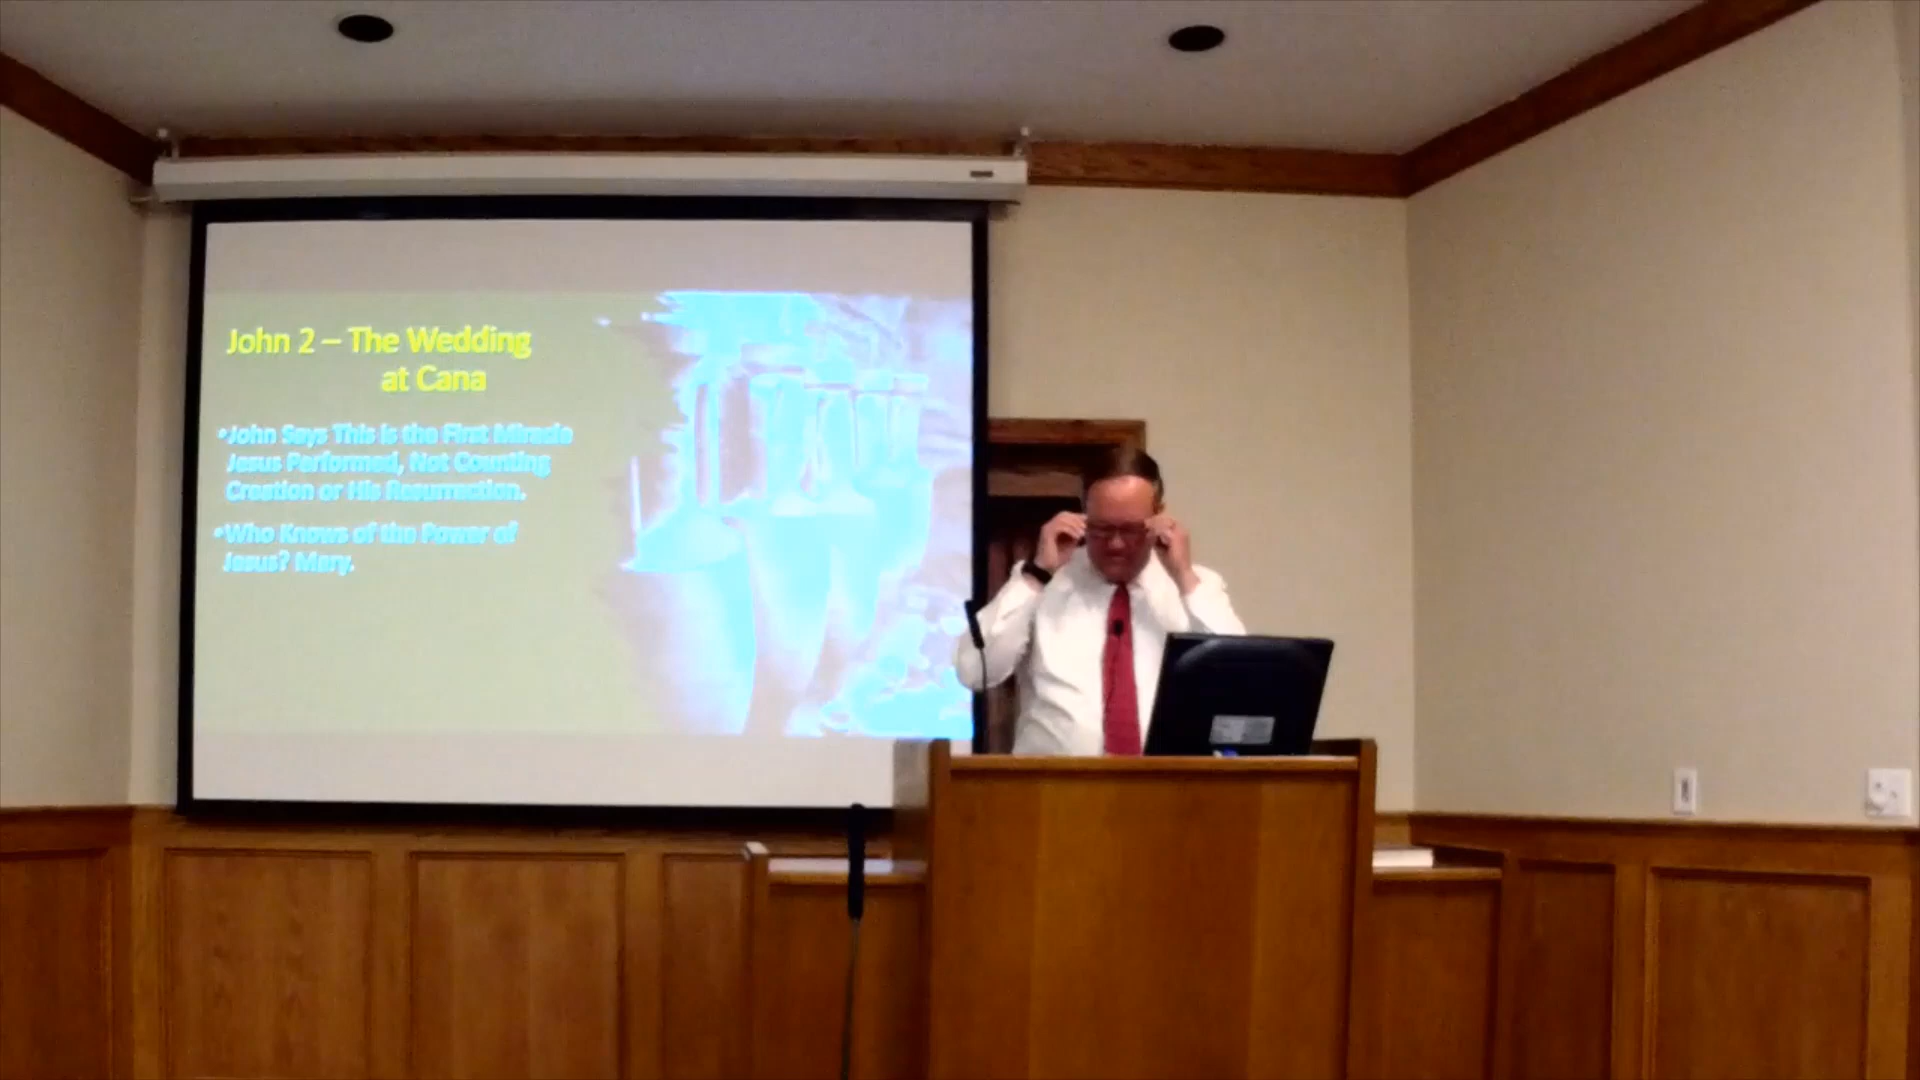 John 2 – The Wedding
at Cana
•John Says This is the First Miracle
Jesus Performed, Not Counting
Creation or His Resurrection.
•Who Knows of the Power of
Jesus? Mary.